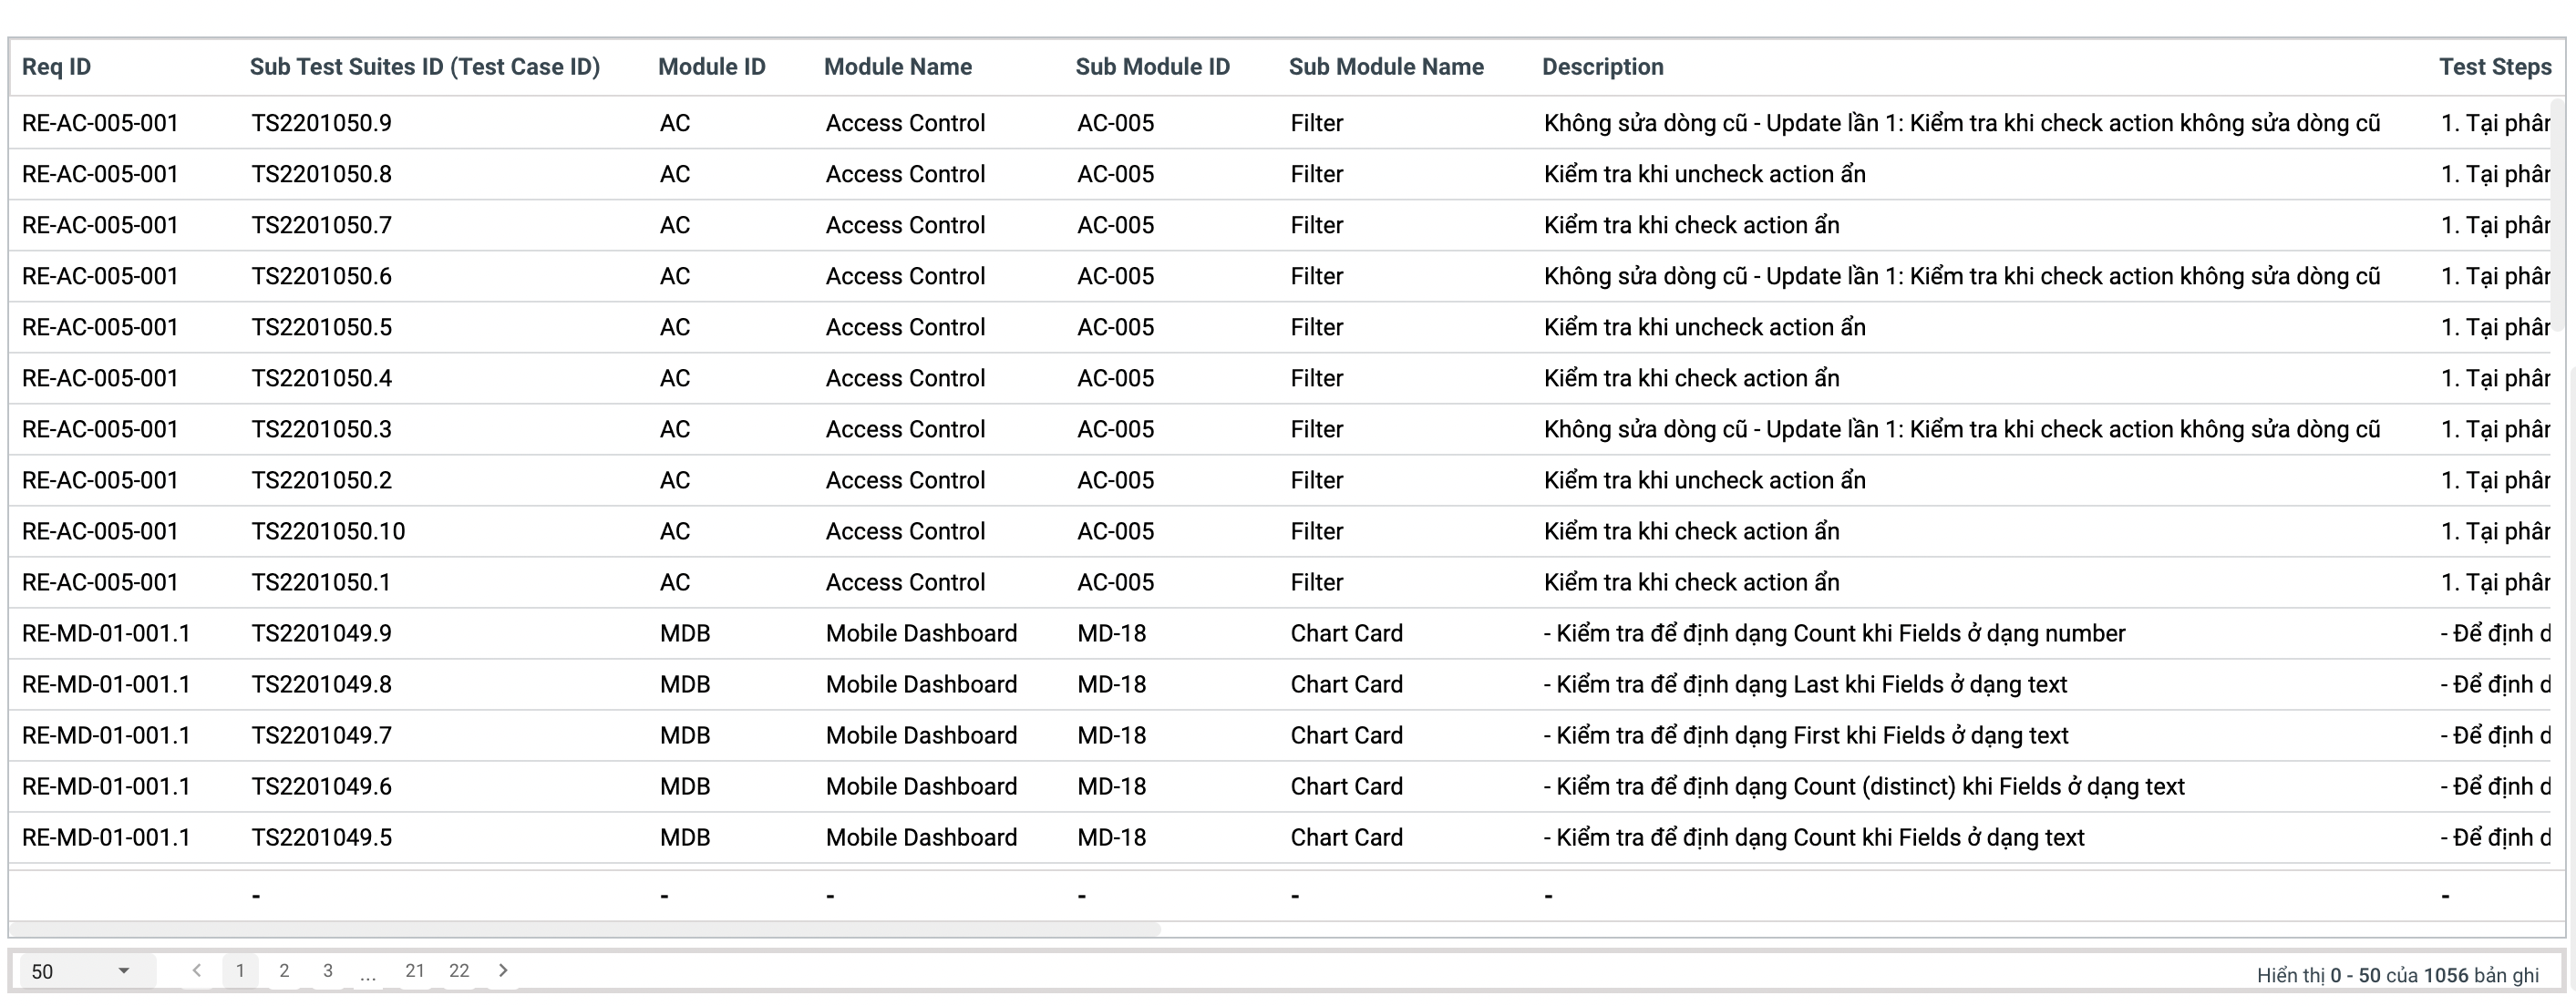 Req ID Sub Test Suites ID (Test Case ID) Module ID Module Name Sub Module ID Sub Module Name Description Test Steps
RE-AC-005-001 TS2201050.9 AC Access Control AC-005 Filter Không sửa dòng cũ - Update lần 1: Kiểm tra khi check action không sửa dòng cũ 1. Tại
RE-AC-005-001 TS2201050.8 AC Access Control AC-005 Filter Kiểm tra khi uncheck action ẩn 1. Tại
RE-AC-005-001 TS2201050.7 AC Access Control AC-005 Filter Kiểm tra khi check action ẩn 1. Tại
RE-AC-005-001 TS2201050.6 AC Access Control AC-005 Filter Không sửa dòng cũ - Update lần 1: Kiểm tra khi check action không sửa dòng cũ 1. Tại
RE-AC-005-001 TS2201050.5 AC Access Control AC-005 Filter Kiểm tra khi uncheck action ẩn 1. Tại
RE-AC-005-001 TS2201050.4 AC Access Control AC-005 Filter Kiểm tra khi check action ẩn 1. Tại
RE-AC-005-001 TS2201050.3 AC Access Control AC-005 Filter Không sửa dòng cũ - Update lần 1: Kiểm tra khi check action không sửa dòng cũ 1. Tại
RE-AC-005-001 TS2201050.2 AC Access Control AC-005 Filter Kiểm tra khi uncheck action ẩn 1. Tại
RE-AC-005-001 TS2201050.10 AC Access Control AC-005 Filter Kiểm tra khi check action ẩn 1. Tại
RE-AC-005-001 TS2201050.1 AC Access Control AC-005 Filter Kiểm tra khi check action ẩn 1. Tại
RE-MD-01-001.1 TS2201049.9 MDB Mobile Dashboard MD-18 Chart Card - Kiểm tra để định dạng Count khi Fields ở dạng number - Để định
RE-MD-01-001.1 TS2201049.8 MDB Mobile Dashboard MD-18 Chart Card - Kiểm tra để định dạng Last khi Fields ở dạng text - Để định
RE-MD-01-001.1 TS2201049.7 MDB Mobile Dashboard MD-18 Chart Card - Kiểm tra để định dạng First khi Fields ở dạng text - Để định
RE-MD-01-001.1 TS2201049.6 MDB Mobile Dashboard MD-18 Chart Card - Kiểm tra để định dạng Count (distinct) khi Fields ở dạng text - Để định
RE-MD-01-001.1 TS2201049.5 MDB Mobile Dashboard MD-18 Chart Card - Kiểm tra để định dạng Count khi Fields ở dạng text - Để định
- - - - - - -
50 1 2 3 ... 21 22 Hiển thị 0 - 50 của 1056 bản ghi